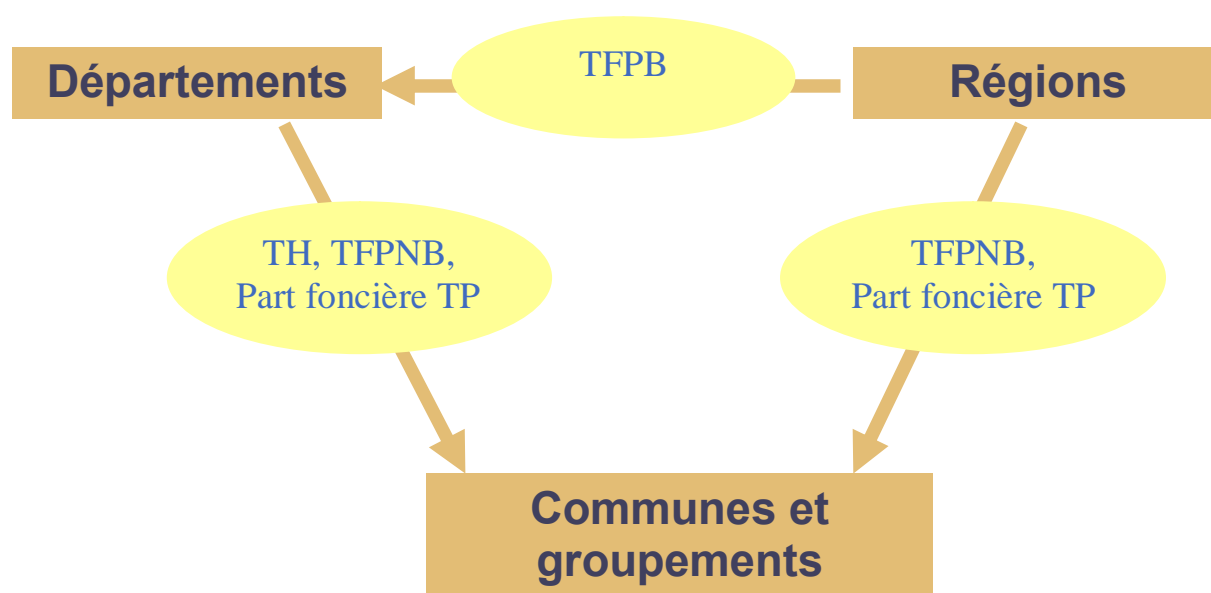 Départements
TFPB
Régions
TH, TFPNB,
Part foncière TP
TFPNB,
Part foncière TP
Communes et
groupements